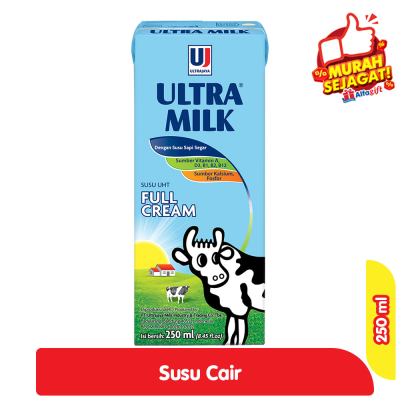 UJ
ULTRAJAYA
ULTRA®
MILK
Dengan Susu Sapi Segar
Sumber Vitamin A,
D3, B1, B2, B12
Sumber Kalsium,
Fosfor
SUSU UHT
FULL
CREAM
Isi bersih: 250 ml (8.45 fl.oz)
%MURAH
SEJAGAT!%
Alfagift
250 ml
Susu Cair